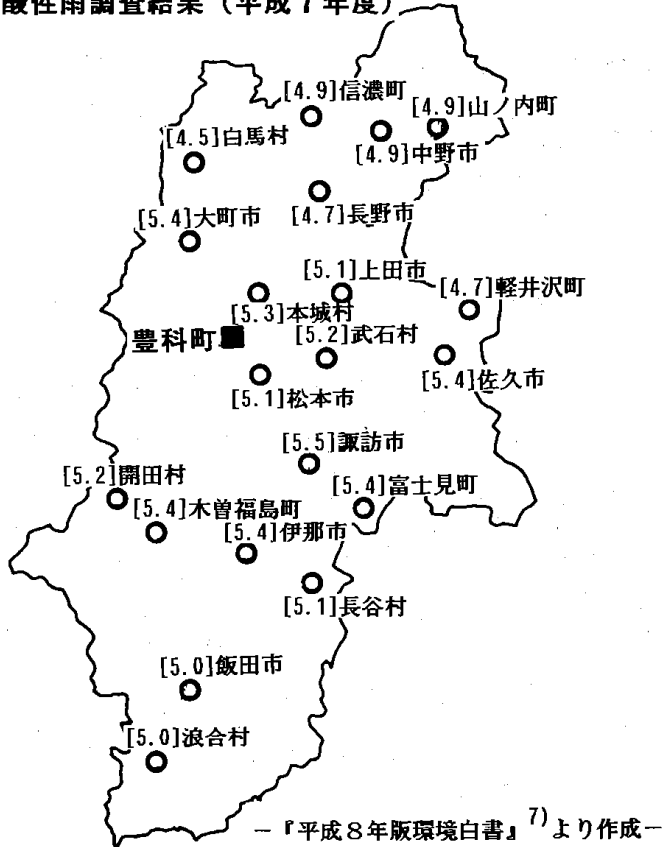 酸性雨調査結果（平成７年度）
[4.9]信濃町
[4.9]山ノ内町
[4.5]白馬村
[4.9]中野市
[4.7]長野市
[5.4]大町市
[5.1]上田市
[4.7]軽井沢町
[5.3]本城村
[5.2]武石村
豊科町
[5.4]佐久市
[5.1]松本市
[5.5]諏訪市
[5.2]開田村
[5.4]富士見町
[5.4]木曽福島町
[5.4]伊那市
[5.1]長谷村
[5.0]飯田市
[5.0]浪合村
－『平成８年版環境白書』7)より作成－